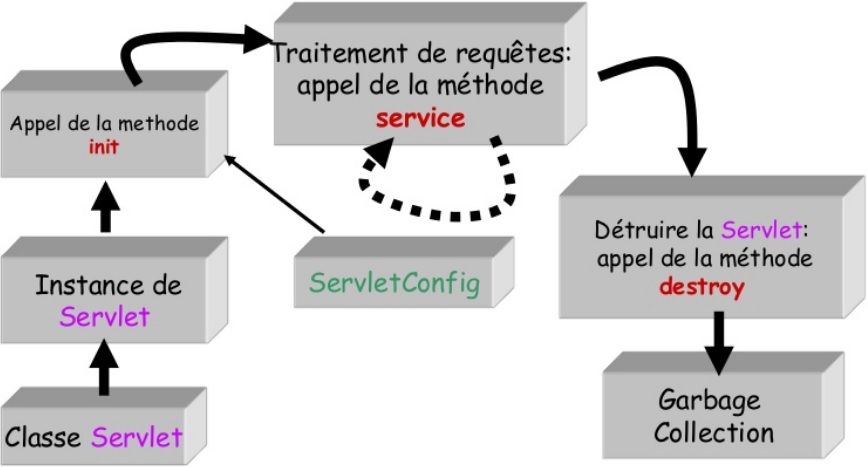 Traitement de requêtes:
appel de la méthode
service
Appel de la methode
init
Détruire la Servlet:
appel de la méthode
destroy
Instance de
Servlet
ServletConfig
Classe Servlet
Garbage
Collection